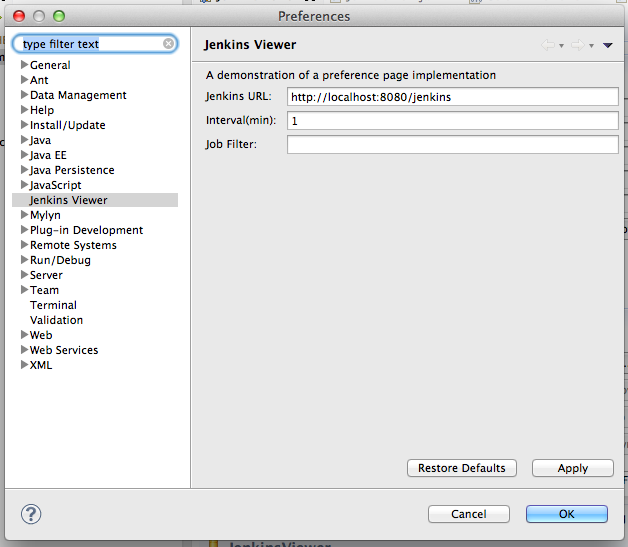 Preferences
type filter text
General
Ant
Data Management
Help
Install/Update
Java
Java EE
Java Persistence
JavaScript
Jenkins Viewer
Mylyn
Plug-in Development
Remote Systems
Run/Debug
Server
Team
Terminal
Validation
Web
Web Services
XML
Jenkins Viewer
A demonstration of a preference page implementation
Jenkins URL: http://localhost:8080/jenkins
Interval(min): 1
Job Filter:
Restore Defaults Apply
? Cancel OK
JenkinsViewer